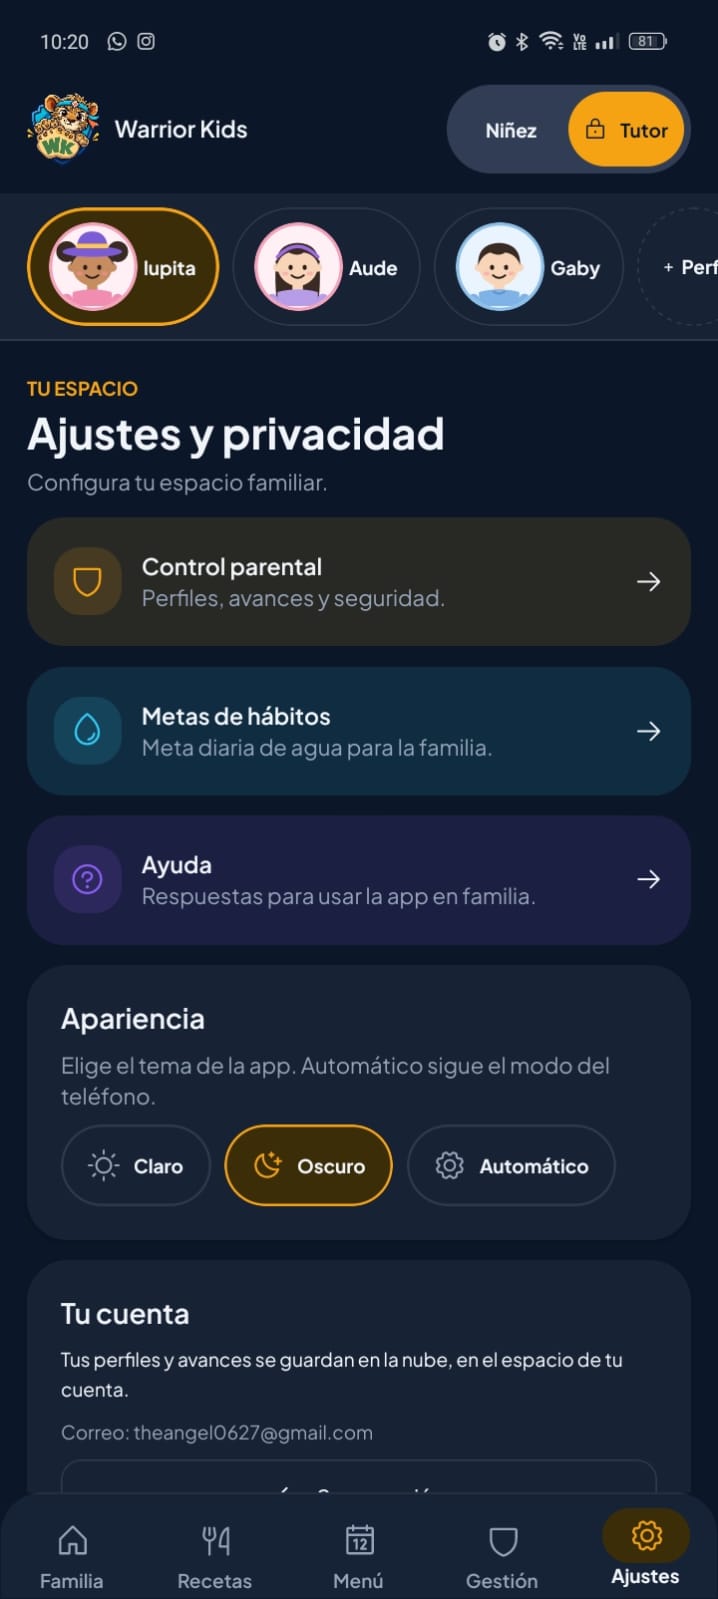 10:20
VO LTE
81
WK
Warrior Kids
Niñez
Tutor
lupita
Aude
Gaby
+ Perf
TU ESPACIO
Ajustes y privacidad
Configura tu espacio familiar.
Control parental
Perfiles, avances y seguridad.
Metas de hábitos
Meta diaria de agua para la familia.
Ayuda
Respuestas para usar la app en familia.
Apariencia
Elige el tema de la app. Automático sigue el modo del
teléfono.
Claro
Oscuro
Automático
Tu cuenta
Tus perfiles y avances se guardan en la nube, en el espacio de tu
cuenta.
Correo: theangel0627@gmail.com
12
Familia
Recetas
Menú
Gestión
Ajustes